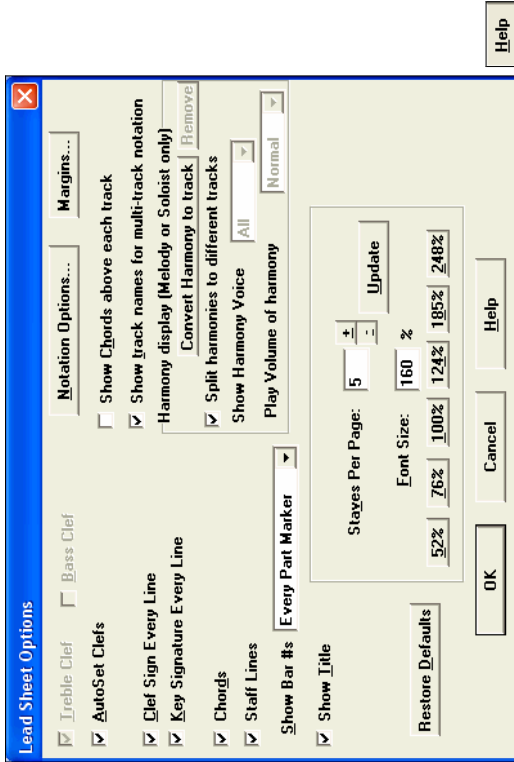 Lead Sheet Options
Treble Clef Bass Clef
AutoSet Clefs
Clef Sign Every Line
Key Signature Every Line
Chords
Staff Lines
Show Bar #s Every Part Marker
Show Title
Restore Defaults
Notation Options... Margins...
Show Chords above each track
Show track names for multi-track notation
Harmony display (Melody or Soloist only)
Convert Harmony to track Remove
Split harmonies to different tracks
Show Harmony Voice All
Play Volume of harmony Normal
Staves Per Page: 5 + -
Update
Font Size: 160 %
52% 76% 100% 124% 185% 248%
OK Cancel Help
Help